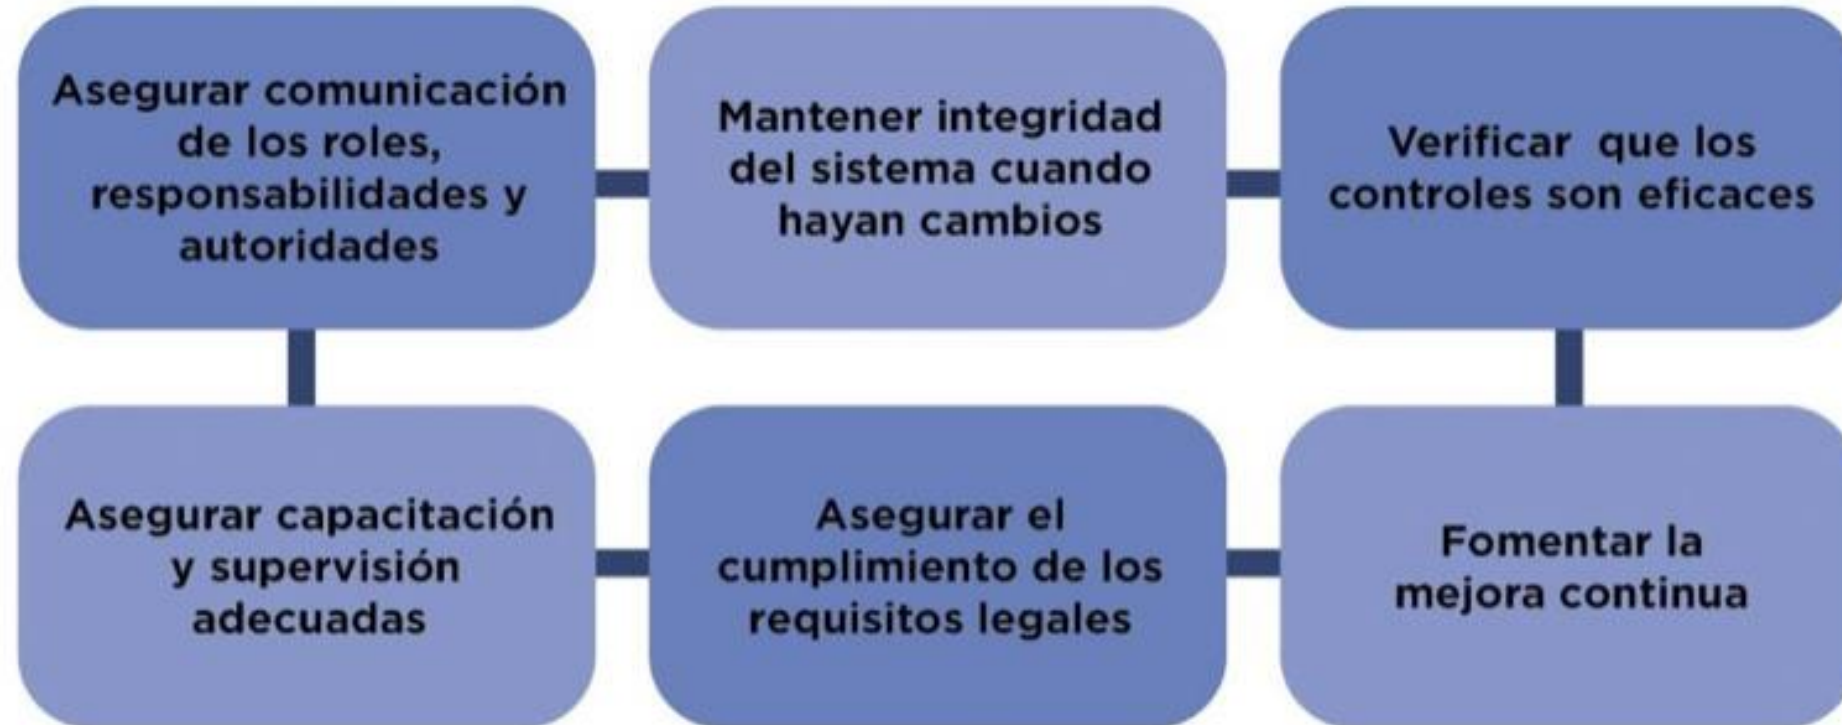 Asegurar comunicación
de los roles,
responsabilidades y
autoridades
Mantener integridad
del sistema cuando
hayan cambios
Verificar que los
controles son eficaces
Asegurar capacitación
y supervisión
adecuadas
Asegurar el
cumplimiento de los
requisitos legales
Fomentar la
mejora continua